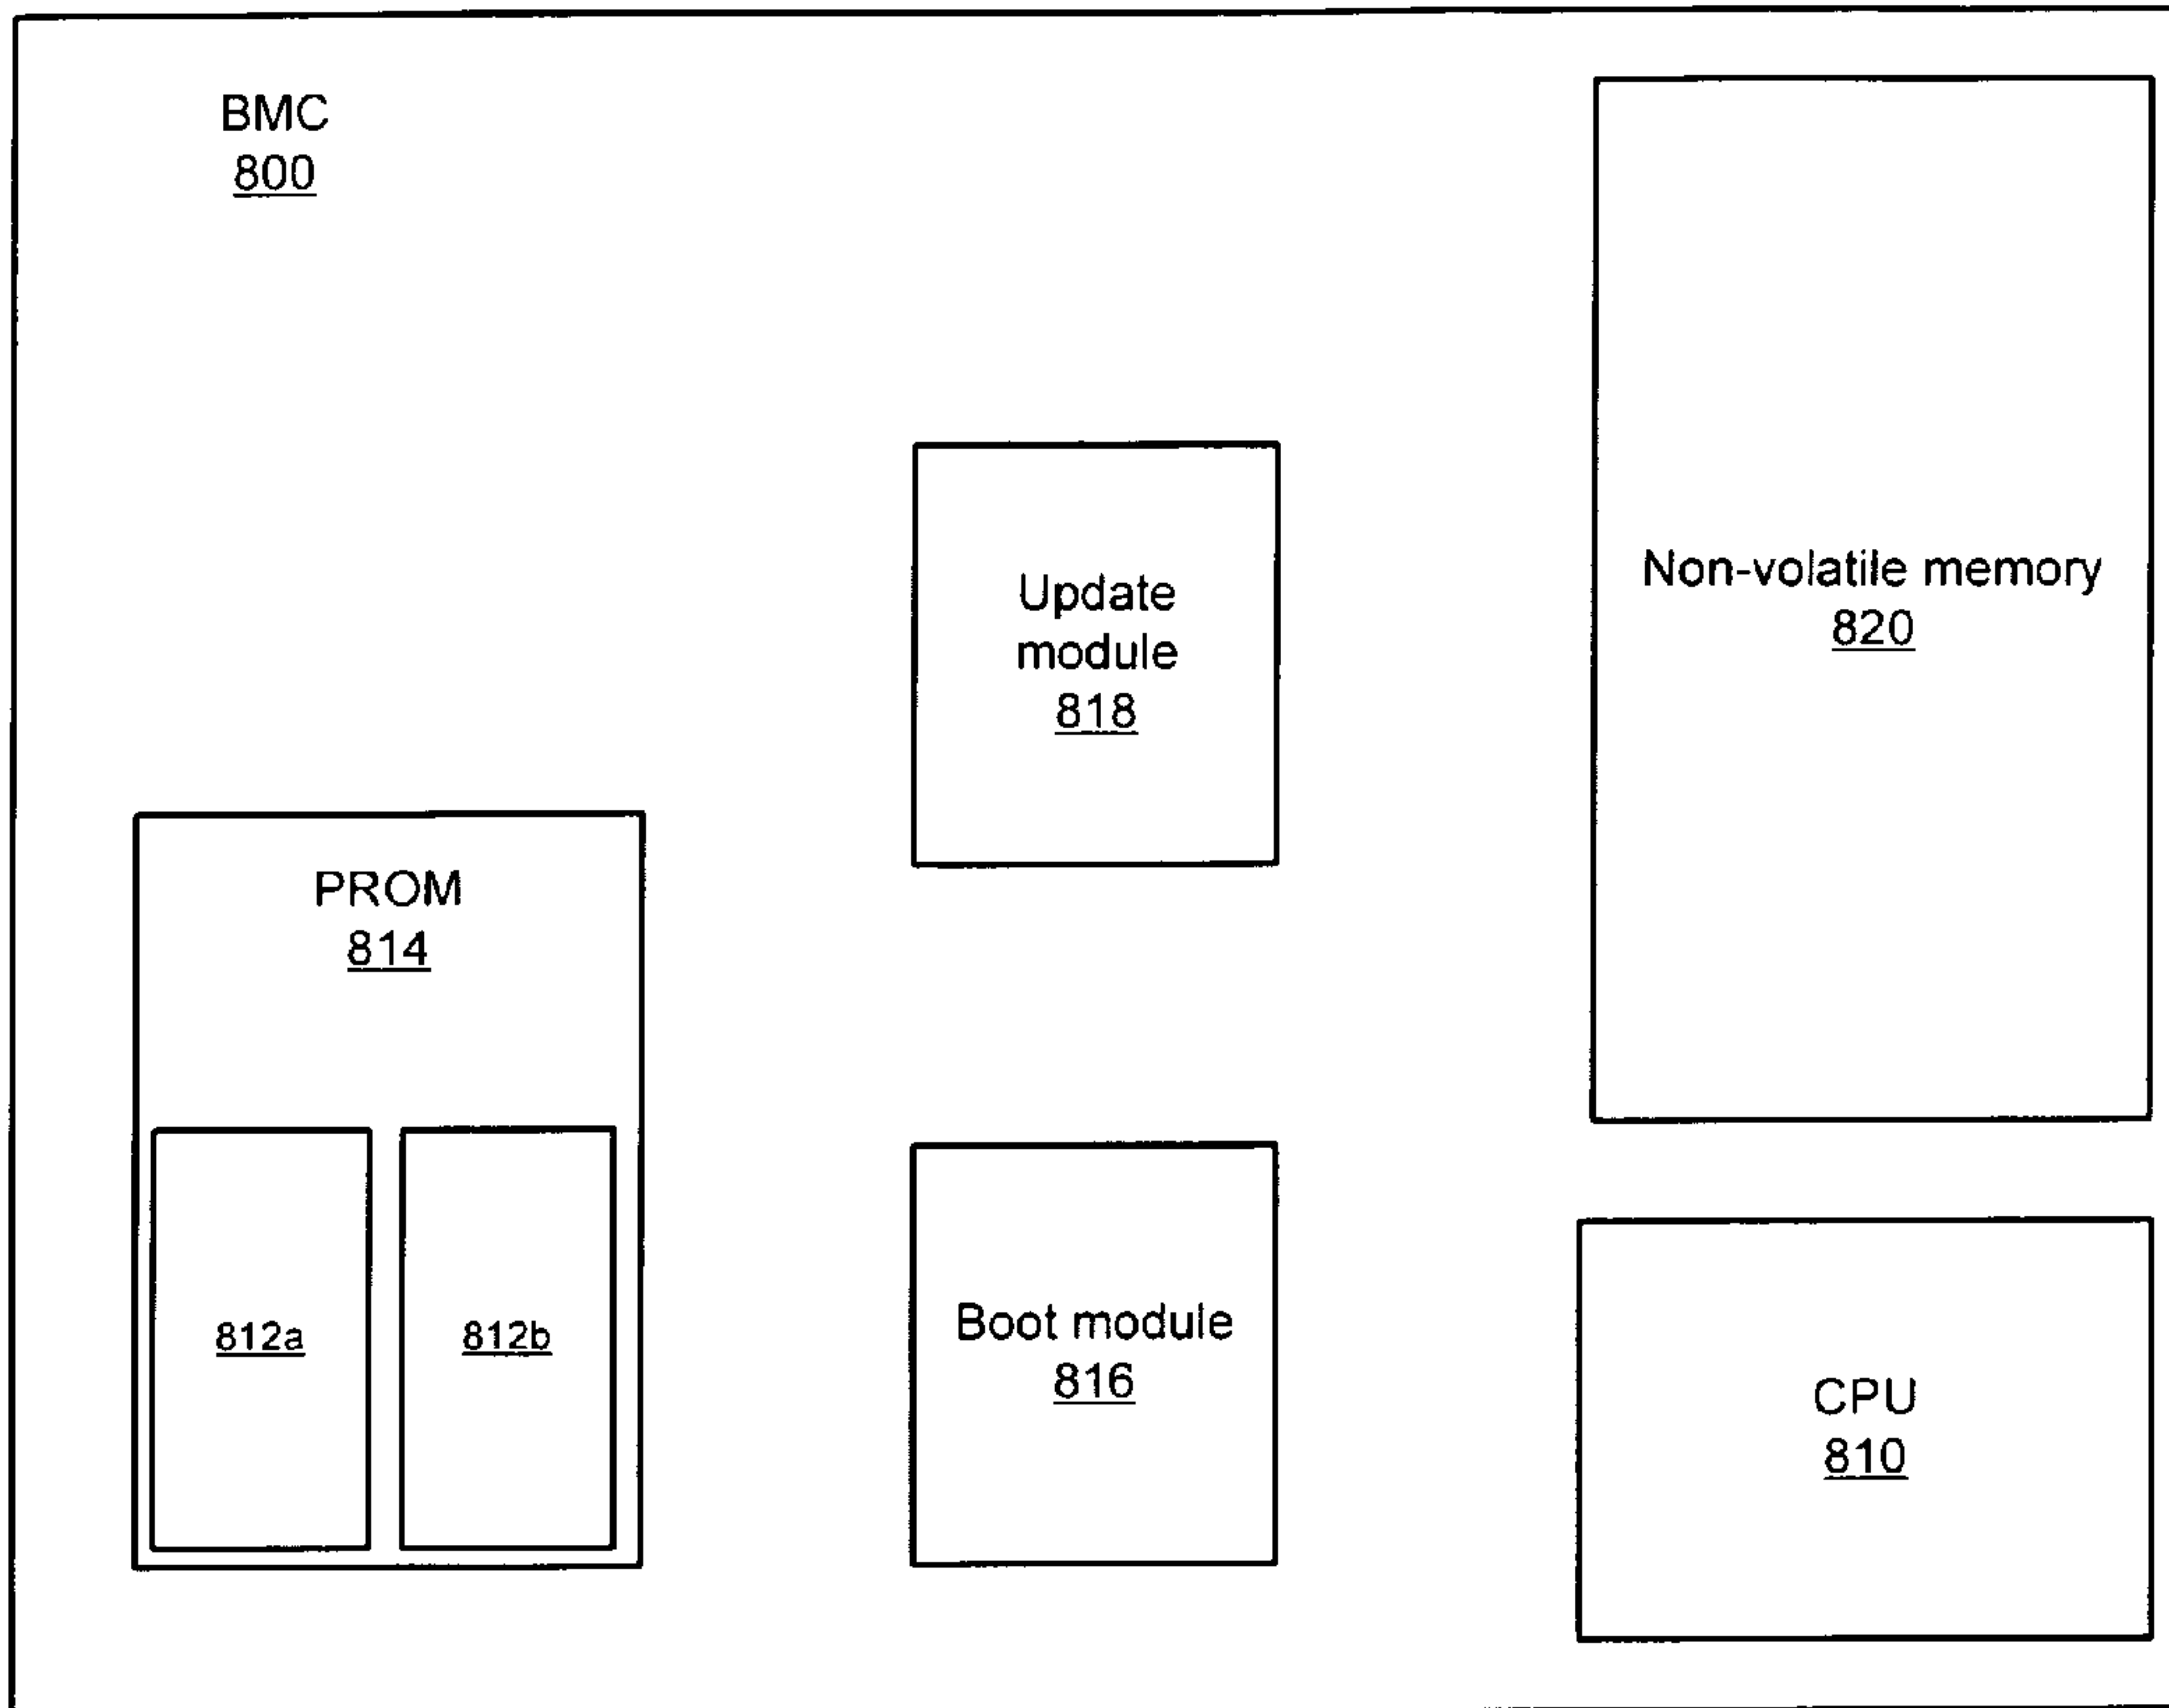 BMC
800
Non-volatile memory
820
Update
module
818
PROM
814
812a
812b
Boot module
816
CPU
810